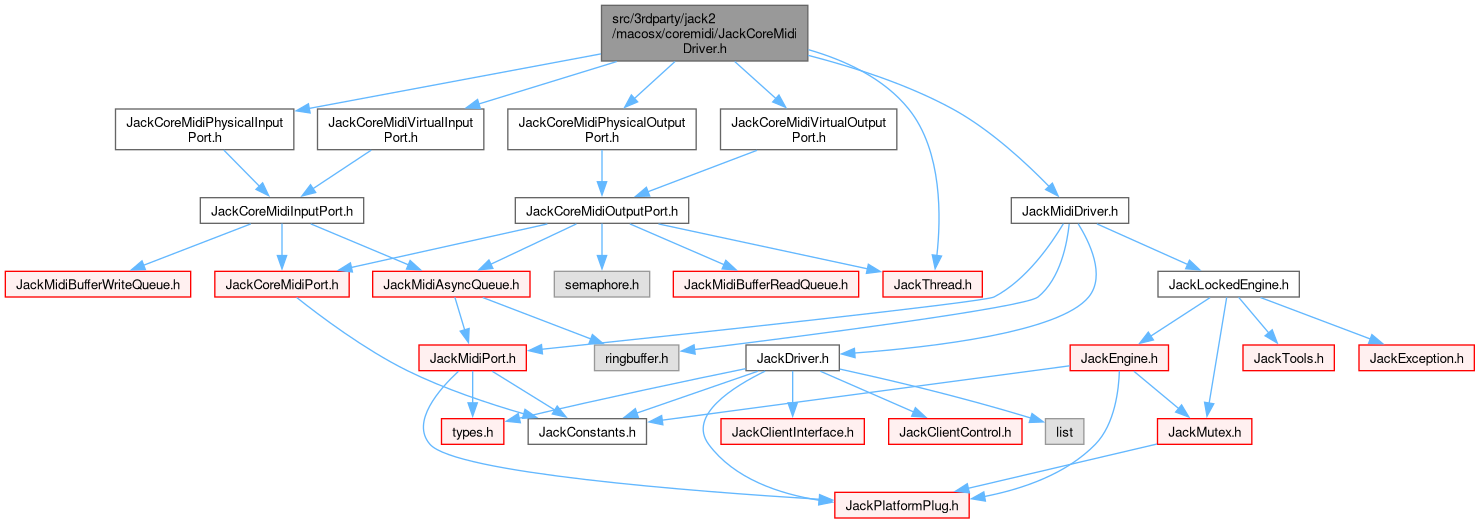 src/3rdparty/jack2
/macosx/coremidi/JackCoreMidi
Driver.h
JackCoreMidiPhysicalInput
Port.h
JackCoreMidiVirtualInput
Port.h
JackCoreMidiPhysicalOutput
Port.h
JackCoreMidiVirtualOutput
Port.h
JackCoreMidiInputPort.h
JackCoreMidiOutputPort.h
JackMidiDriver.h
JackMidiBufferWriteQueue.h
JackCoreMidiPort.h
JackMidiAsyncQueue.h
semaphore.h
JackMidiBufferReadQueue.h
JackThread.h
JackLockedEngine.h
JackMidiPort.h
ringbuffer.h
JackDriver.h
JackEngine.h
JackTools.h
JackException.h
types.h
JackConstants.h
JackClientInterface.h
JackClientControl.h
list
JackMutex.h
JackPlatformPlug.h